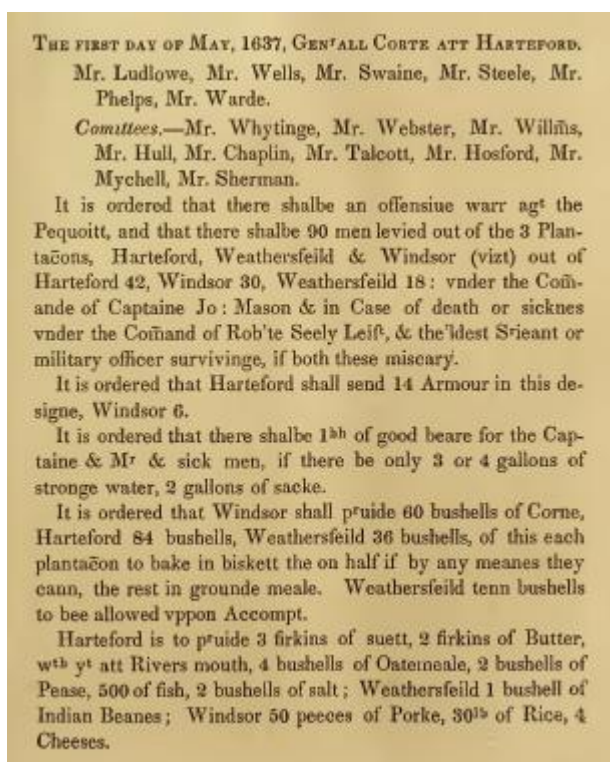 THE FIRST DAY OF MAY, 1637, GENʳALL CORTE ATT HARTEFORD.
Mr. Ludlowe, Mr. Wells, Mr. Swaine, Mr. Steele, Mr.
Phelps, Mr. Warde.
Comittees.—Mr. Whytinge, Mr. Webster, Mr. Willm̄s,
Mr. Hull, Mr. Chaplin, Mr. Talcott, Mr. Hosford, Mr.
Mychell, Mr. Sherman.
It is ordered that there shalbe an offensiue warr agᵗ the
Pequoitt, and that there shalbe 90 men levied out of the 3 Plan-
tac̄ons, Harteford, Weathersfeild & Windsor (vizt) out of
Harteford 42, Windsor 30, Weathersfeild 18: vnder the Com̄-
ande of Captaine Jo: Mason & in Case of death or sicknes
vnder the Com̄and of Rob'te Seely Leifᵗ, & the 'ldest Sʳieant or
military officer survivinge, if both these miscary.
It is ordered that Harteford shall send 14 Armour in this de-
signe, Windsor 6.
It is ordered that there shalbe 1ʰʰ of good beare for the Cap-
taine & Mʳ & sick men, if there be only 3 or 4 gallons of
stronge water, 2 gallons of sacke.
It is ordered that Windsor shall pʳuide 60 bushells of Corne,
Harteford 84 bushells, Weathersfeild 36 bushells, of this each
plantac̄on to bake in biskett the on half if by any meanes they
cann, the rest in grounde meale. Weathersfeild tenn bushells
to bee allowed vppon Accompt.
Harteford is to pʳuide 3 firkins of suett, 2 firkins of Butter,
wᵗʰ yᵗ att Rivers mouth, 4 bushells of Oatemeale, 2 bushells of
Pease, 500 of fish, 2 bushells of salt; Weathersfeild 1 bushell of
Indian Beanes; Windsor 50 peeces of Porke, 30ˡᵇ of Rice, 4
Cheeses.